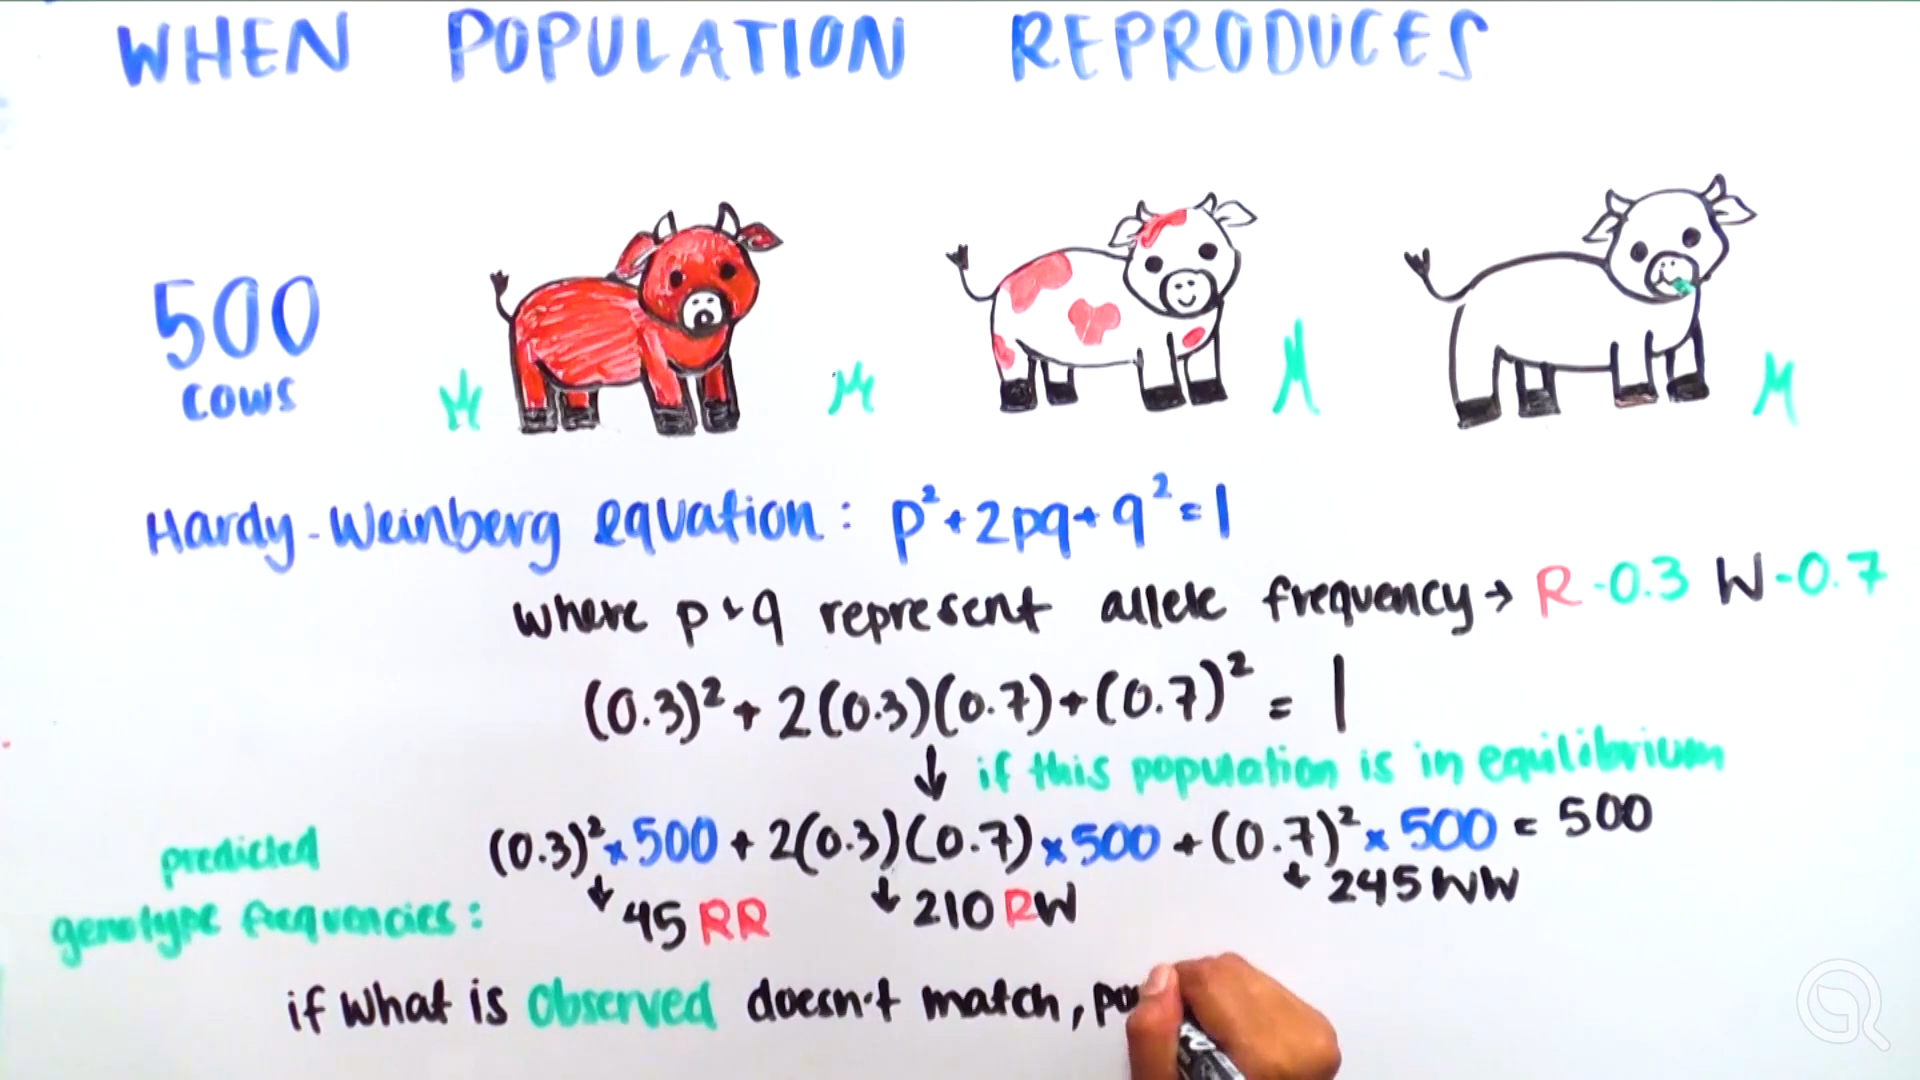 WHEN POPULATION REPRODUCES
500
COWS
Hardy-Weinberg equation: p²+2pq+q²=1
where p & q represent allele frequency → R-0.3 W-0.7
(0.3)²+2(0.3)(0.7)+(0.7)² = 1
↓ if this population is in equilibrium
predicted
genotype frequencies:
(0.3)²x500+2(0.3)(0.7)x500+(0.7)²x500 = 500
↓ 45 RR ↓ 210 RW ↓ 245 WW
if what is observed doesn't match,